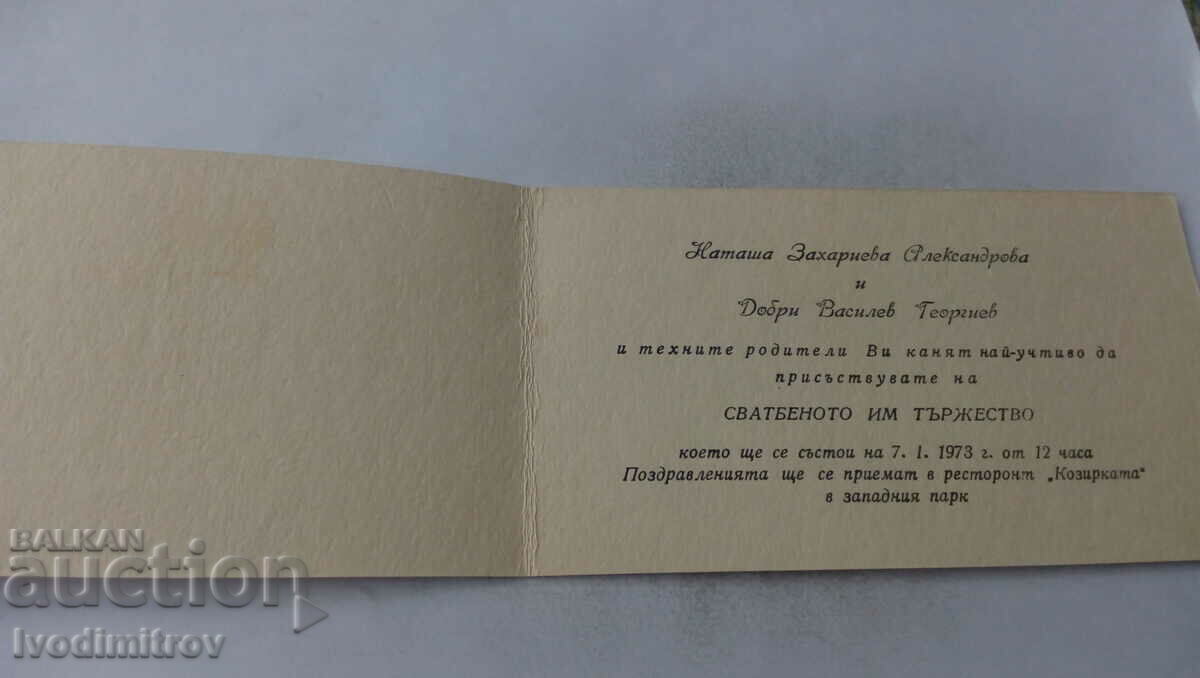 Наташа Захариева Александрова
и
Добри Василев Георгиев
и техните родители Ви канят най-учтиво да
присъствувате на
СВАТБЕНОТО ИМ ТЪРЖЕСТВО
което ще се състои на 7. I. 1973 г. от 12 часа
Поздравленията ще се приемат в ресторонт „Козирката“
в западния парк
BALKAN
auction
Ivodimitrov